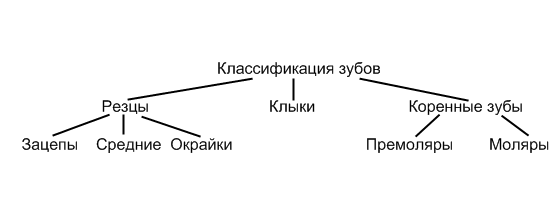 Классификация зубов
Резцы Клыки Коренные зубы
Зацепы Средние Окрайки Премоляры Моляры